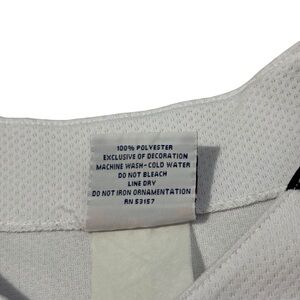 100% POLYESTER
EXCLUSIVE OF DECORATION
MACHINE WASH-COLD WATER
DO NOT BLEACH
LINE DRY
DO NOT IRON ORNAMENTATION
RN 53157